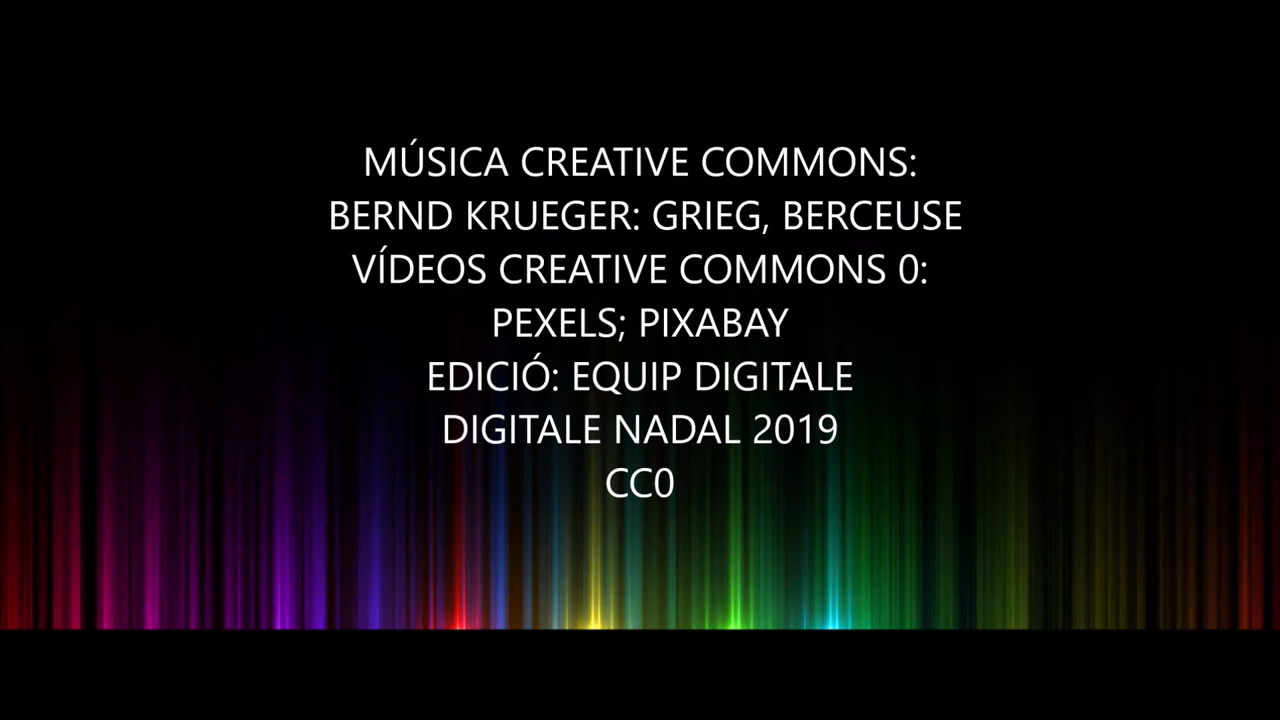 MÚSICA CREATIVE COMMONS:
BERND KRUEGER: GRIEG, BERCEUSE
VÍDEOS CREATIVE COMMONS 0:
PEXELS; PIXABAY
EDICIÓ: EQUIP DIGITALE
DIGITALE NADAL 2019
CC0